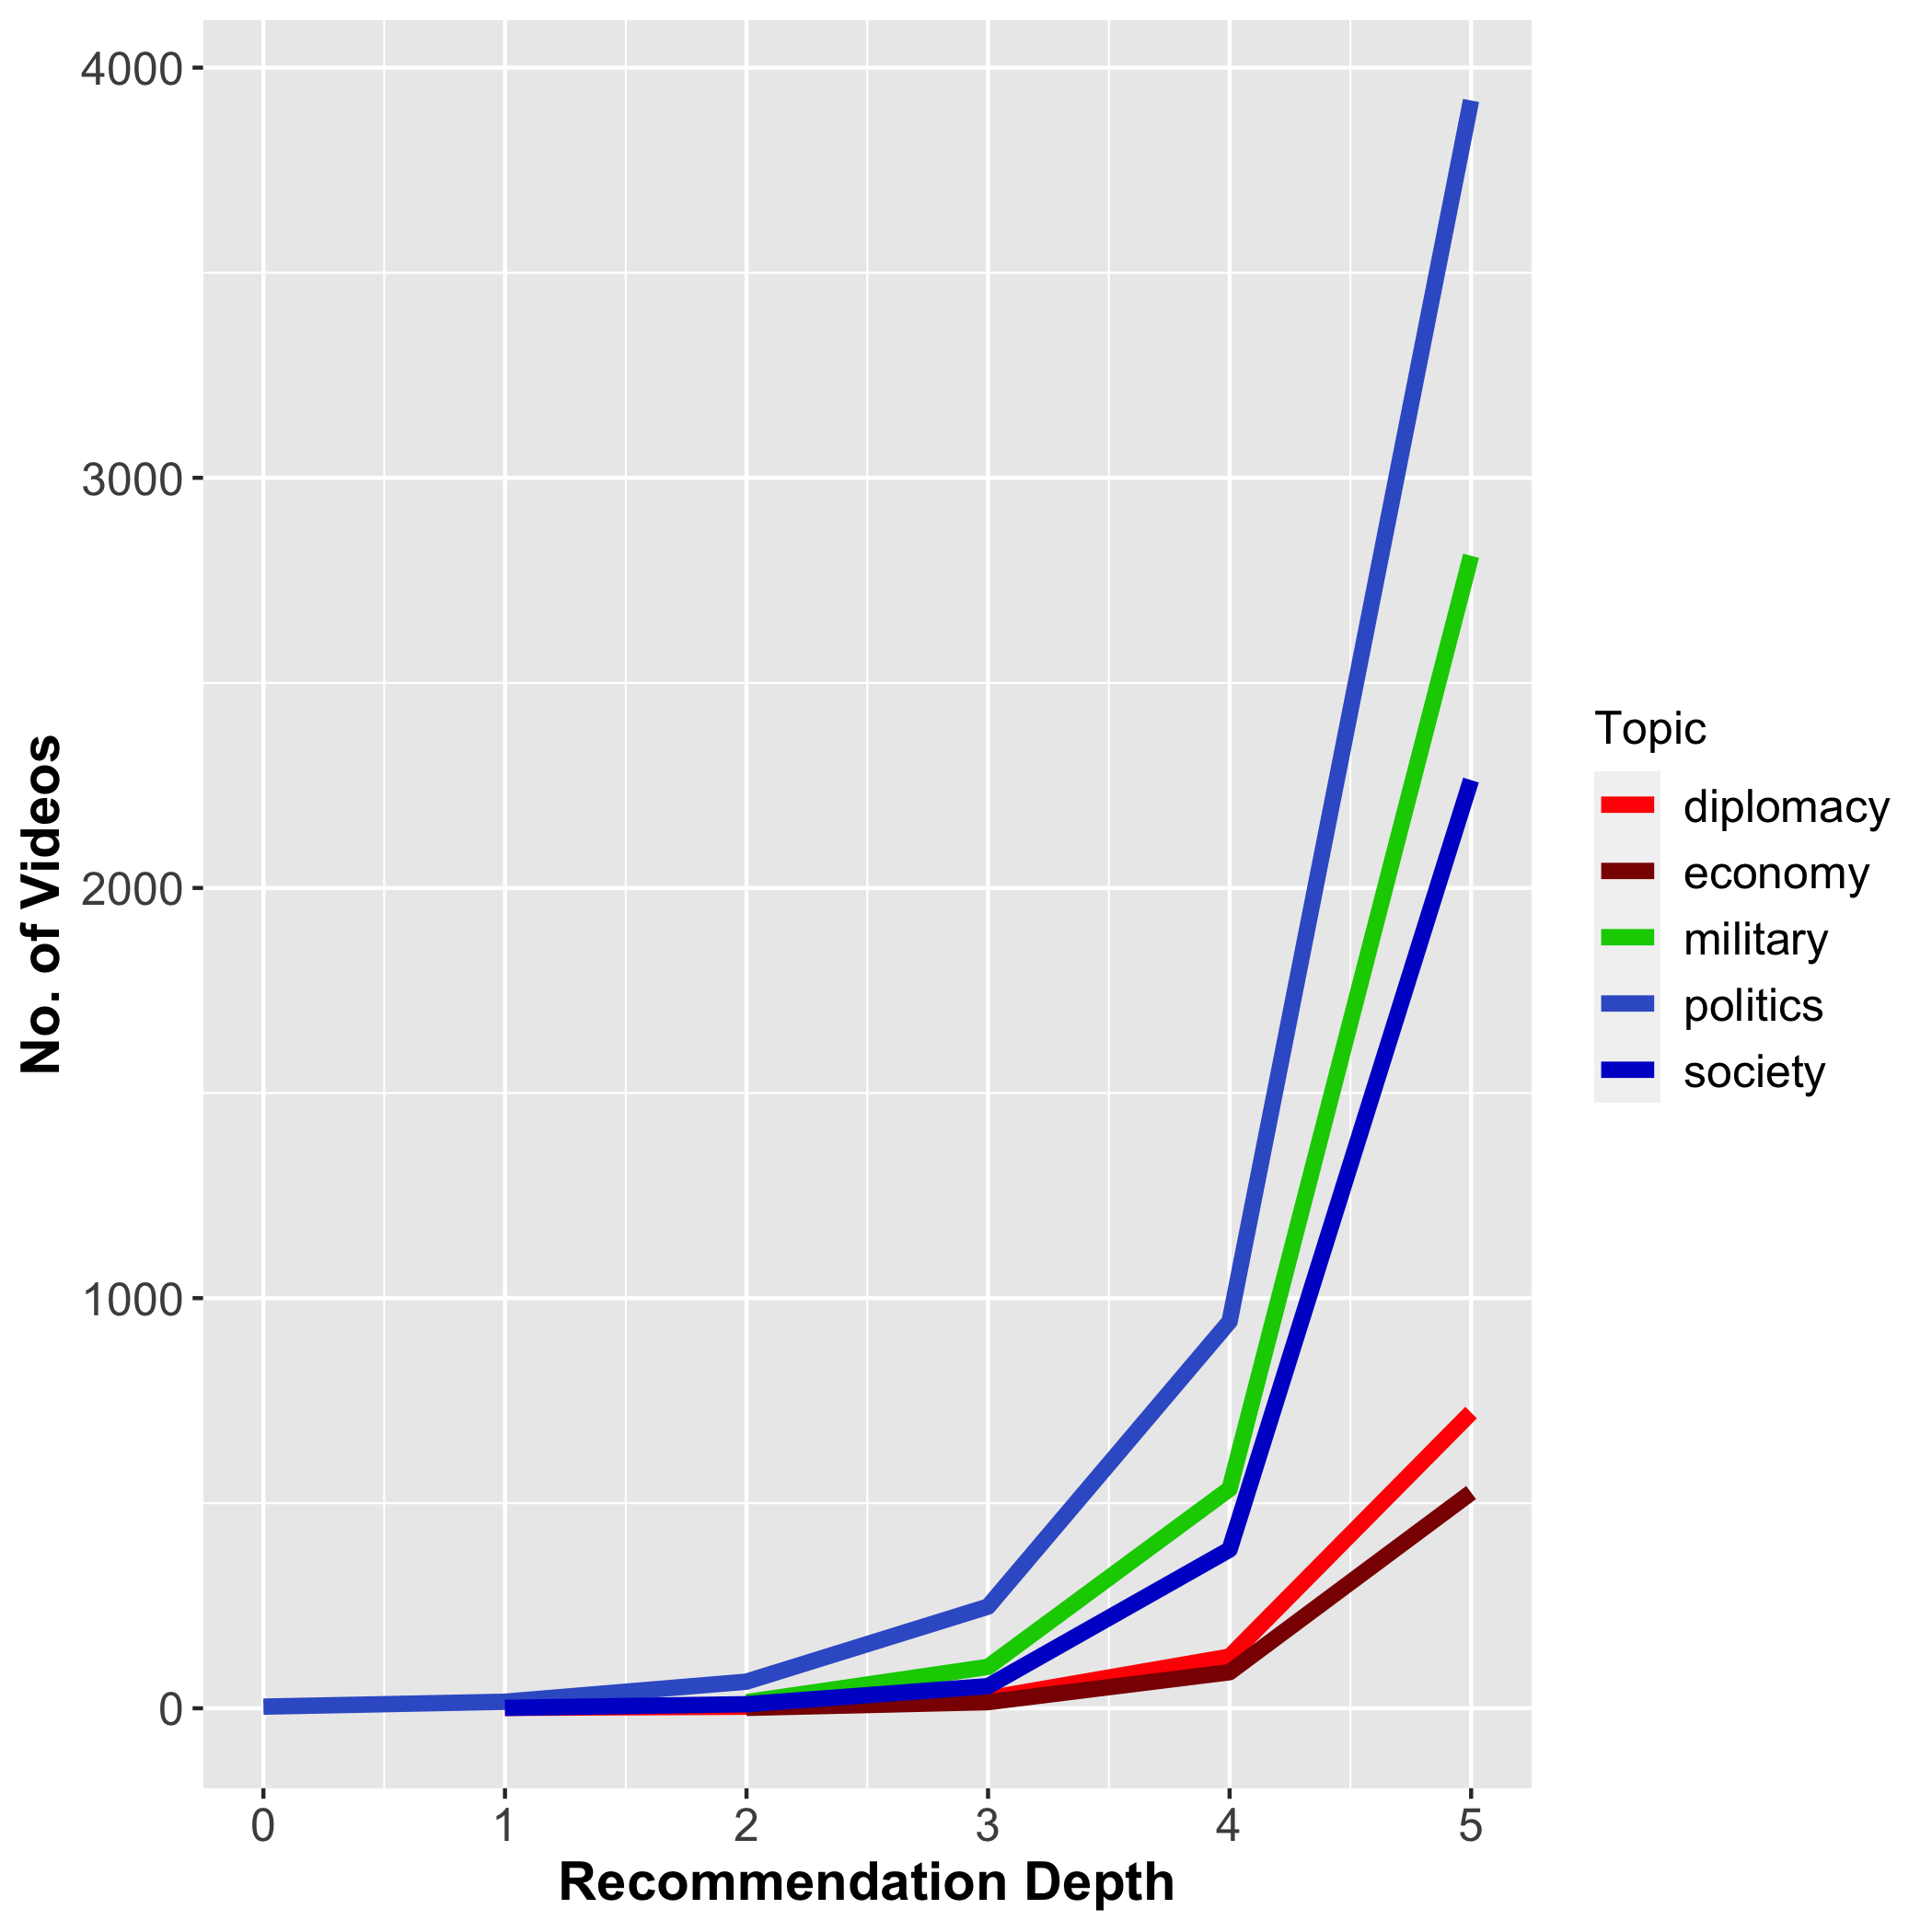 4000
3000
2000
1000
0
No. of Videos
0 1 2 3 4 5
Recommendation Depth
Topic
diplomacy
economy
military
politics
society